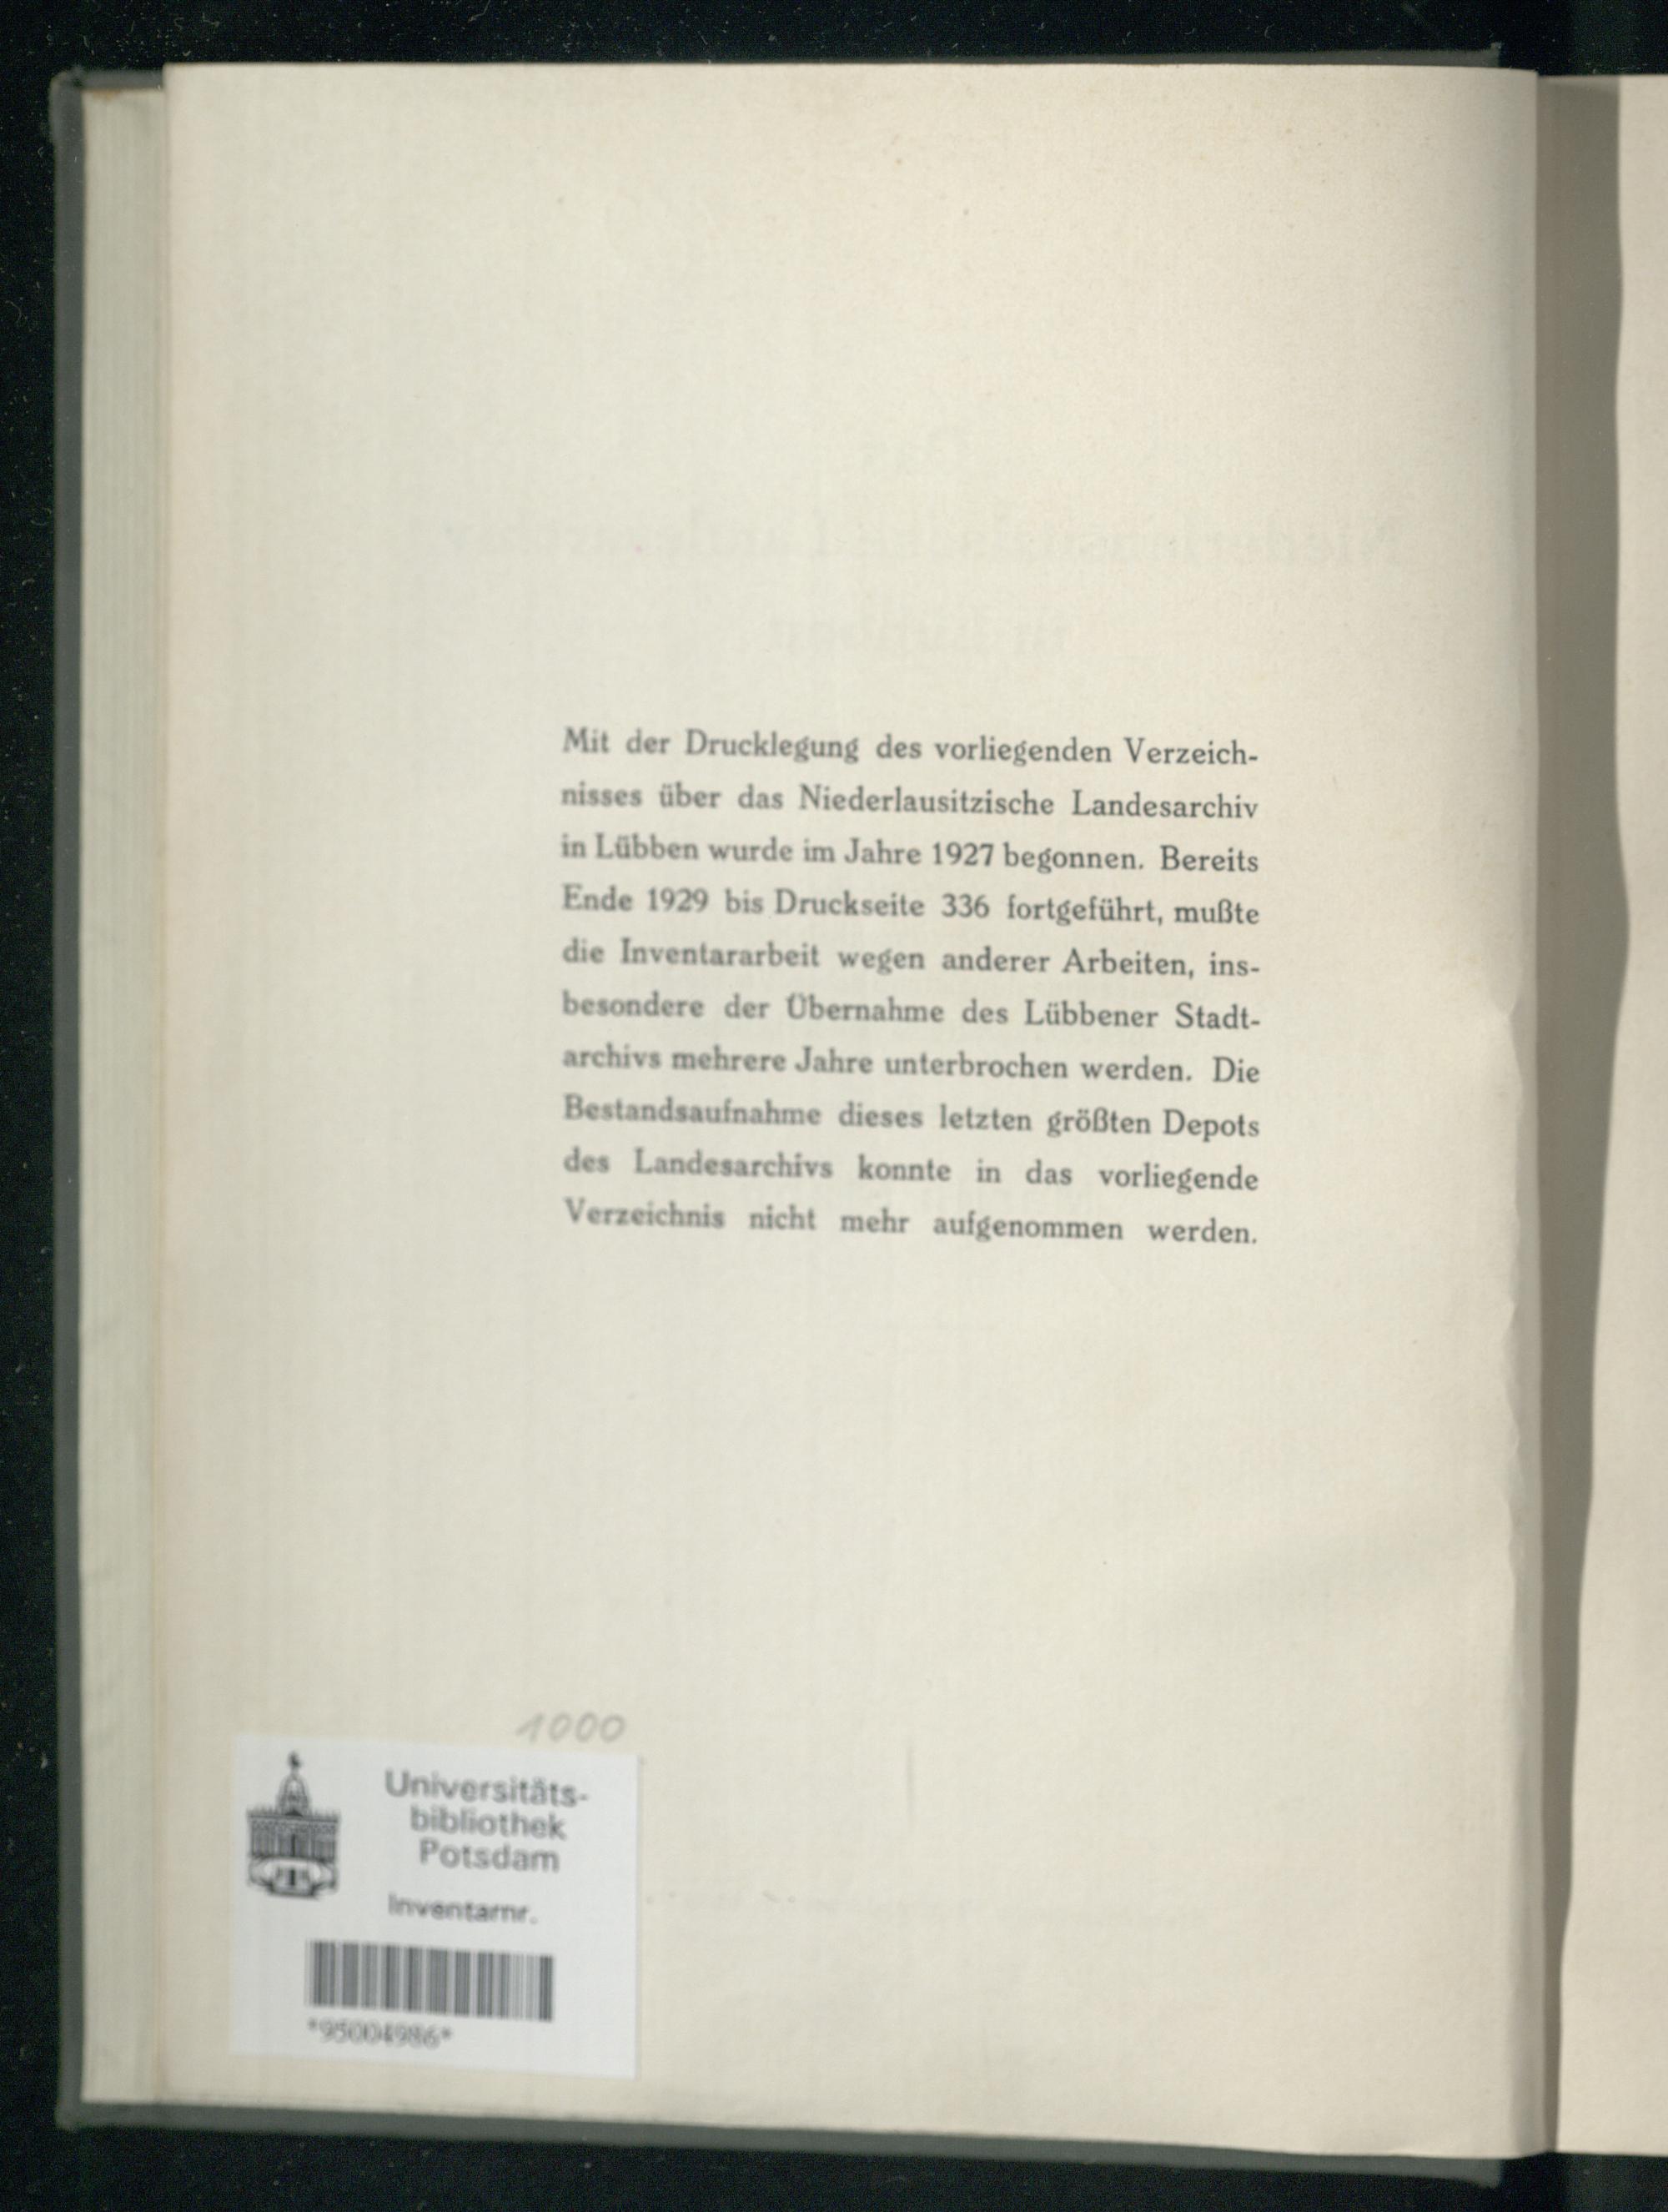 Mit der Drucklegung des vorliegenden Verzeich-
nisses über das Niederlausitzische Landesarchiv
in Lübben wurde im Jahre 1927 begonnen. Bereits
Ende 1929 bis Druckseite 336 fortgeführt, mußte
die Inventararbeit wegen anderer Arbeiten, ins-
besondere der Übernahme des Lübbener Stadt-
archivs mehrere Jahre unterbrochen werden. Die
Bestandsaufnahme dieses letzten größten Depots
des Landesarchivs konnte in das vorliegende
Verzeichnis nicht mehr aufgenommen werden.
1000
Universitäts-
bibliothek
Potsdam
Inventarnr.
*95004986*